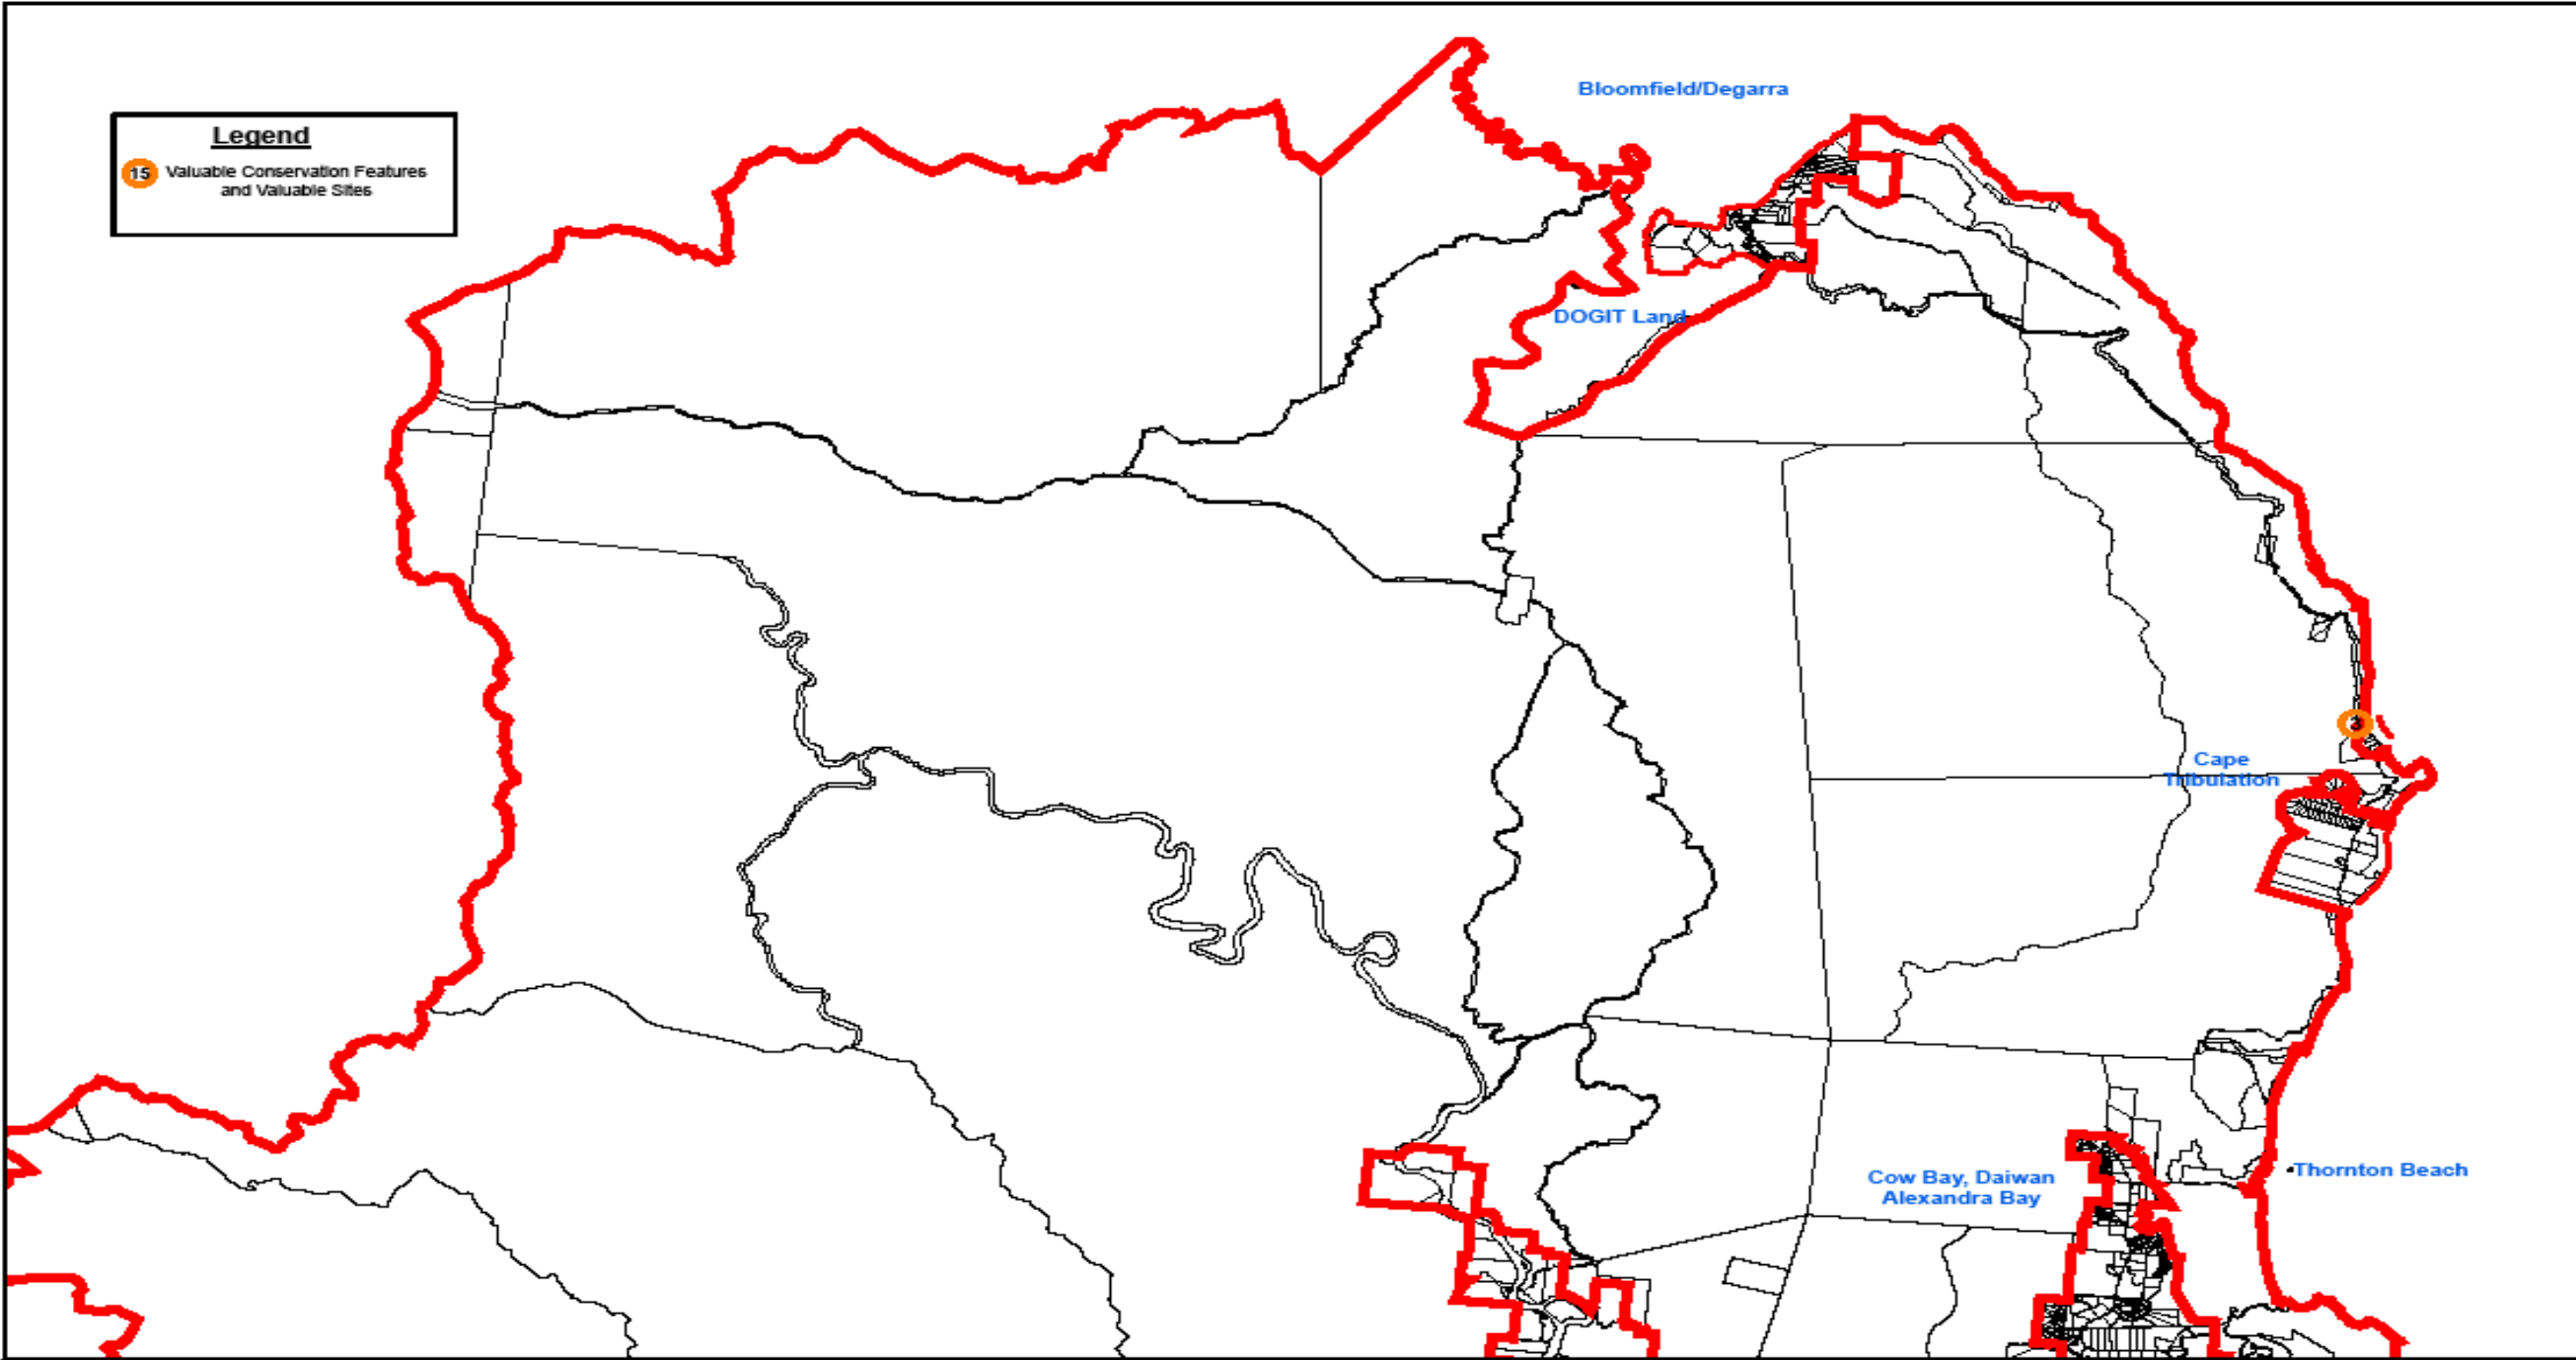 Legend
15 Valuable Conservation Features
and Valuable Sites
Bloomfield/Degarra
DOGIT Land
3
Cape
Tribulation
Cow Bay, Daiwan
Alexandra Bay
Thornton Beach